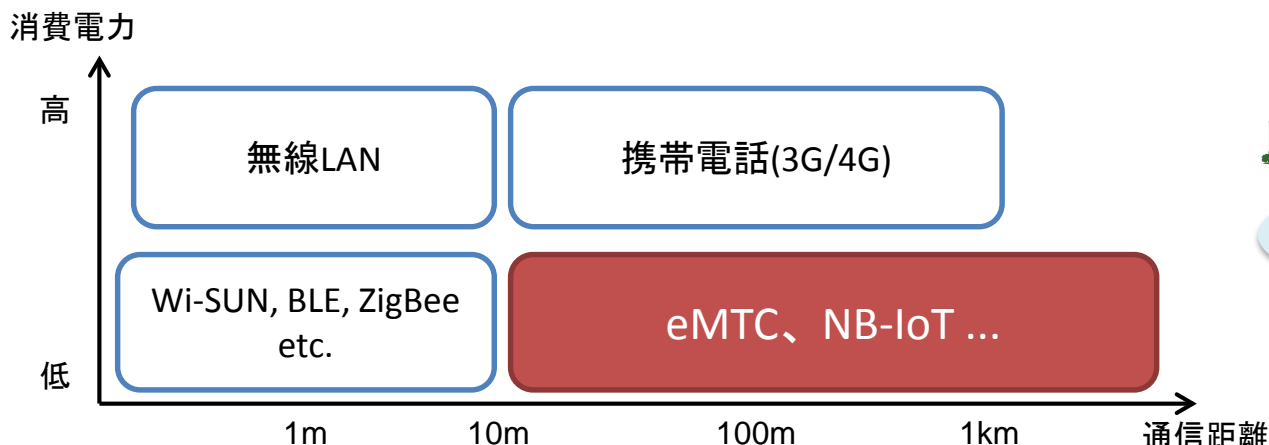 消費電力
高
無線LAN
携帯電話(3G/4G)
Wi-SUN, BLE, ZigBee
etc.
eMTC、NB-IoT ...
低
1m
10m
100m
1km
通信距離